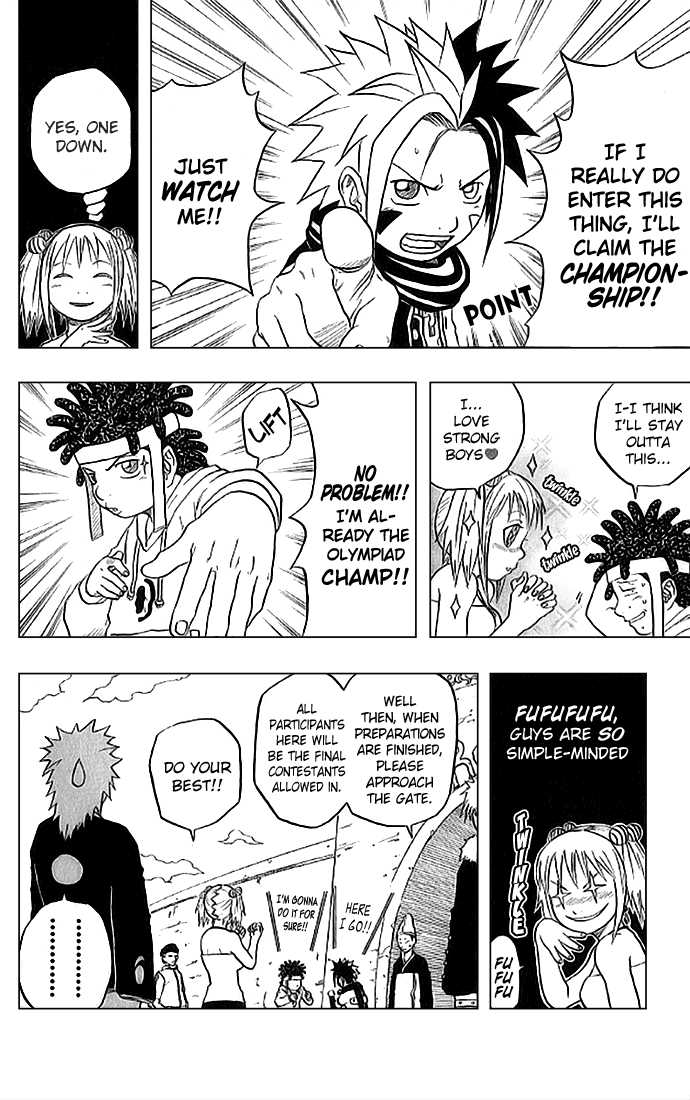 IF I
REALLY DO
ENTER THIS
THING, I'LL
CLAIM THE
CHAMPION-
SHIP!!
POINT
JUST
WATCH
ME!!
YES, ONE
DOWN.
I-I THINK
I'LL STAY
OUTTA
THIS...
I...
LOVE
STRONG
BOYS♥
twinkle
twinkle
LIFT
NO
PROBLEM!!
I'M AL-
READY THE
OLYMPIAD
CHAMP!!
FUFUFUFU,
GUYS ARE SO
SIMPLE-MINDED
TWINKLE
FU
FU
FU
WELL
THEN, WHEN
PREPARATIONS
ARE FINISHED,
PLEASE
APPROACH
THE GATE.
ALL
PARTICIPANTS
HERE WILL
BE THE FINAL
CONTESTANTS
ALLOWED IN.
DO YOUR
BEST!!
HERE
I GO!!
I'M GONNA
DO IT FOR
SURE!!
.........
.........